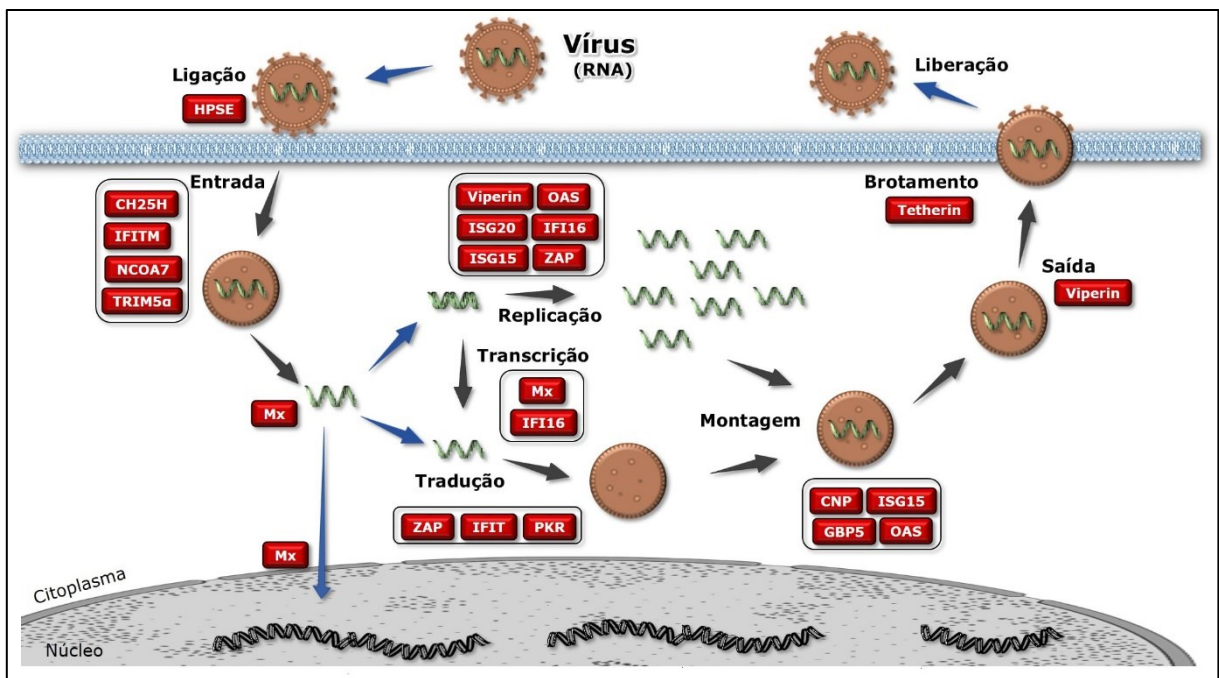 Vírus
(RNA)
Ligação
HPSE
Liberação
Entrada
CH25H
IFITM
NCOA7
TRIM5α
Viperin OAS
ISG20 IFI16
ISG15 ZAP
Replicação
Brotamento
Tetherin
Saída
Viperin
Transcrição
Mx
IFI16
Mx
Tradução
ZAP IFIT PKR
Montagem
CNP ISG15
GBP5 OAS
Mx
Citoplasma
Núcleo